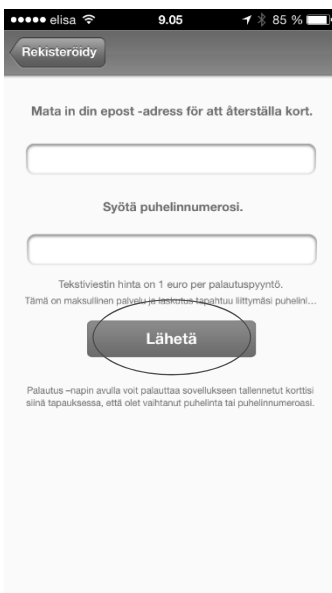 elisa 9.05 85 %
Rekisteröidy
Mata in din epost -adress för att återställa kort.
Syötä puhelinnumerosi.
Tekstiviestin hinta on 1 euro per palautuspyyntö.
Tämä on maksullinen palvelu ja laskutus tapahtuu liittymäsi puhelini...
Lähetä
Palautus –napin avulla voit palauttaa sovellukseen tallennetut korttisi
siinä tapauksessa, että olet vaihtanut puhelinta tai puhelinnumeroasi.